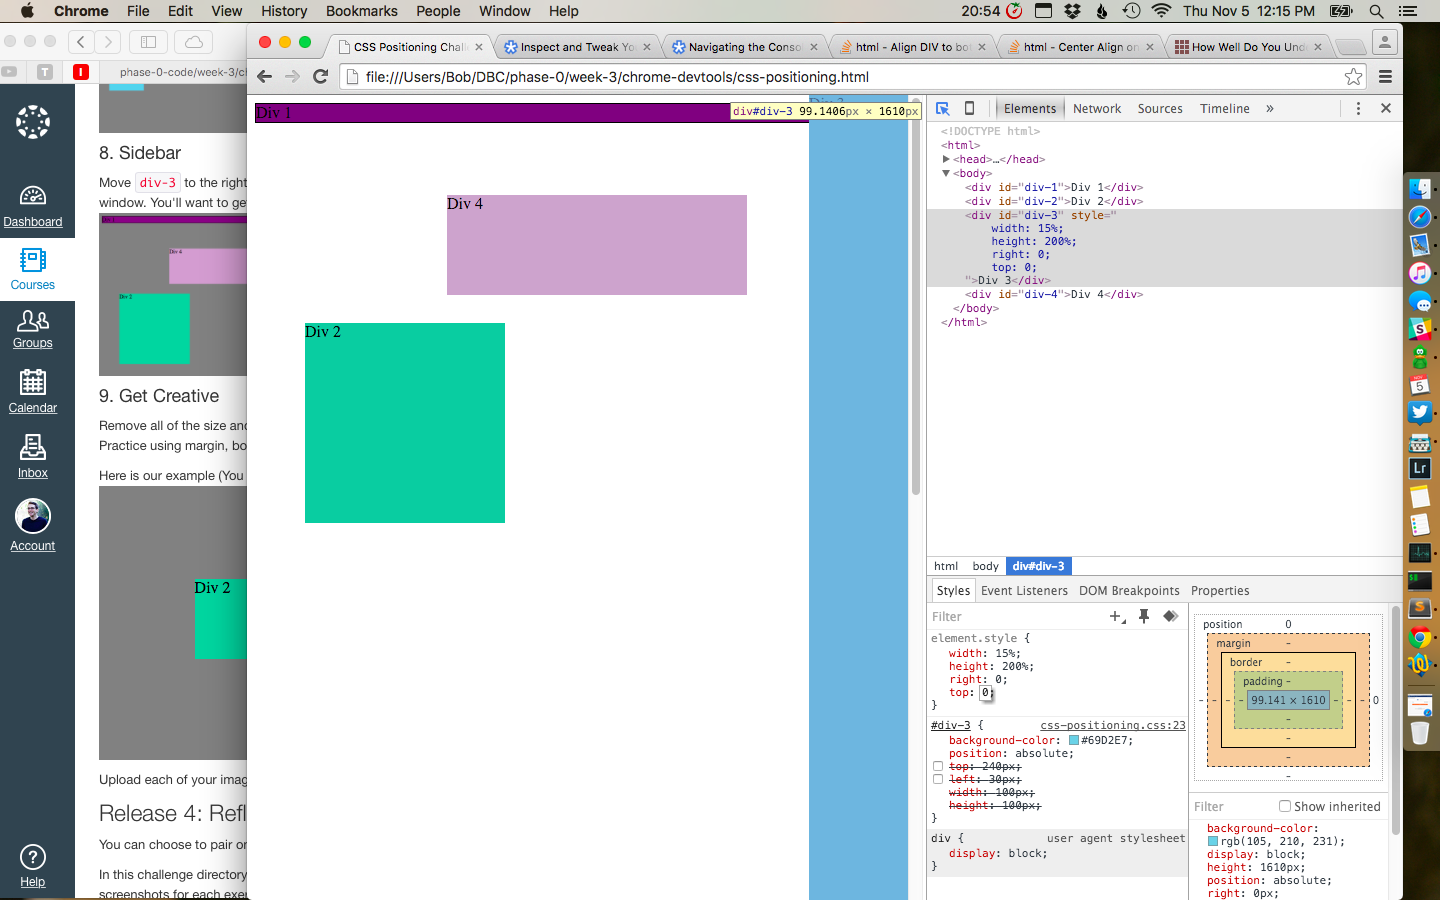 Chrome File Edit View History Bookmarks People Window Help
20:54 Thu Nov 5 12:15 PM
CSS Positioning Chall
Inspect and Tweak Yo
Navigating the Conso
html - Align DIV to bot
html - Center Align on
How Well Do You Und
file:///Users/Bob/DBC/phase-0/week-3/chrome-devtools/css-positioning.html
phase-0-code/week-3/ch
Dashboard
Courses
Groups
Calendar
Inbox
Account
Help
8. Sidebar
Move div-3 to the right
window. You'll want to ge
Div 4
Div 2
9. Get Creative
Remove all of the size and
Practice using margin, bo
Here is our example (You
Div 2
Upload each of your imag
Release 4: Refl
You can choose to pair or
In this challenge directory
screenshots for each exer
Div 1
div#div-3 99.1406px × 1610px
Div 3
Div 4
Div 2
Elements Network Sources Timeline »
<!DOCTYPE html>
<html>
<head>…</head>
<body>
<div id="div-1">Div 1</div>
<div id="div-2">Div 2</div>
<div id="div-3" style="
width: 15%;
height: 200%;
right: 0;
top: 0;
">Div 3</div>
<div id="div-4">Div 4</div>
</body>
</html>
html body div#div-3
Styles Event Listeners DOM Breakpoints Properties
Filter
element.style {
width: 15%;
height: 200%;
right: 0;
top: 0;
}
#div-3 { css-positioning.css:23
background-color: #69D2E7;
position: absolute;
top: 240px;
left: 30px;
width: 100px;
height: 100px;
}
div { user agent stylesheet
display: block;
}
position 0
margin -
border -
padding -
- - - 99.141 × 1610 - - - 0
-
-
-
-
Filter Show inherited
background-color:
rgb(105, 210, 231);
display: block;
height: 1610px;
position: absolute;
right: 0px;